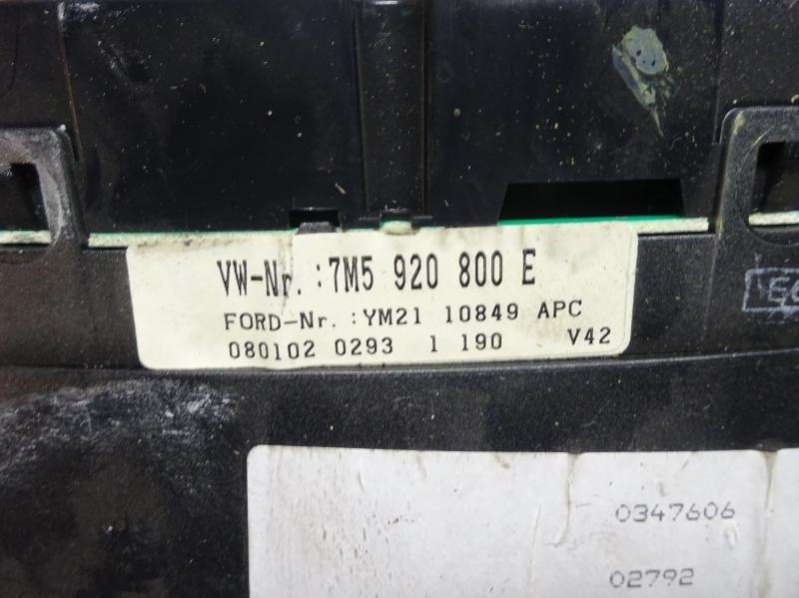 VW-Nr. :7M5 920 800 E
FORD-Nr. :YM21 10849 APC
080102 0293 1 190 V42
0347606
02792